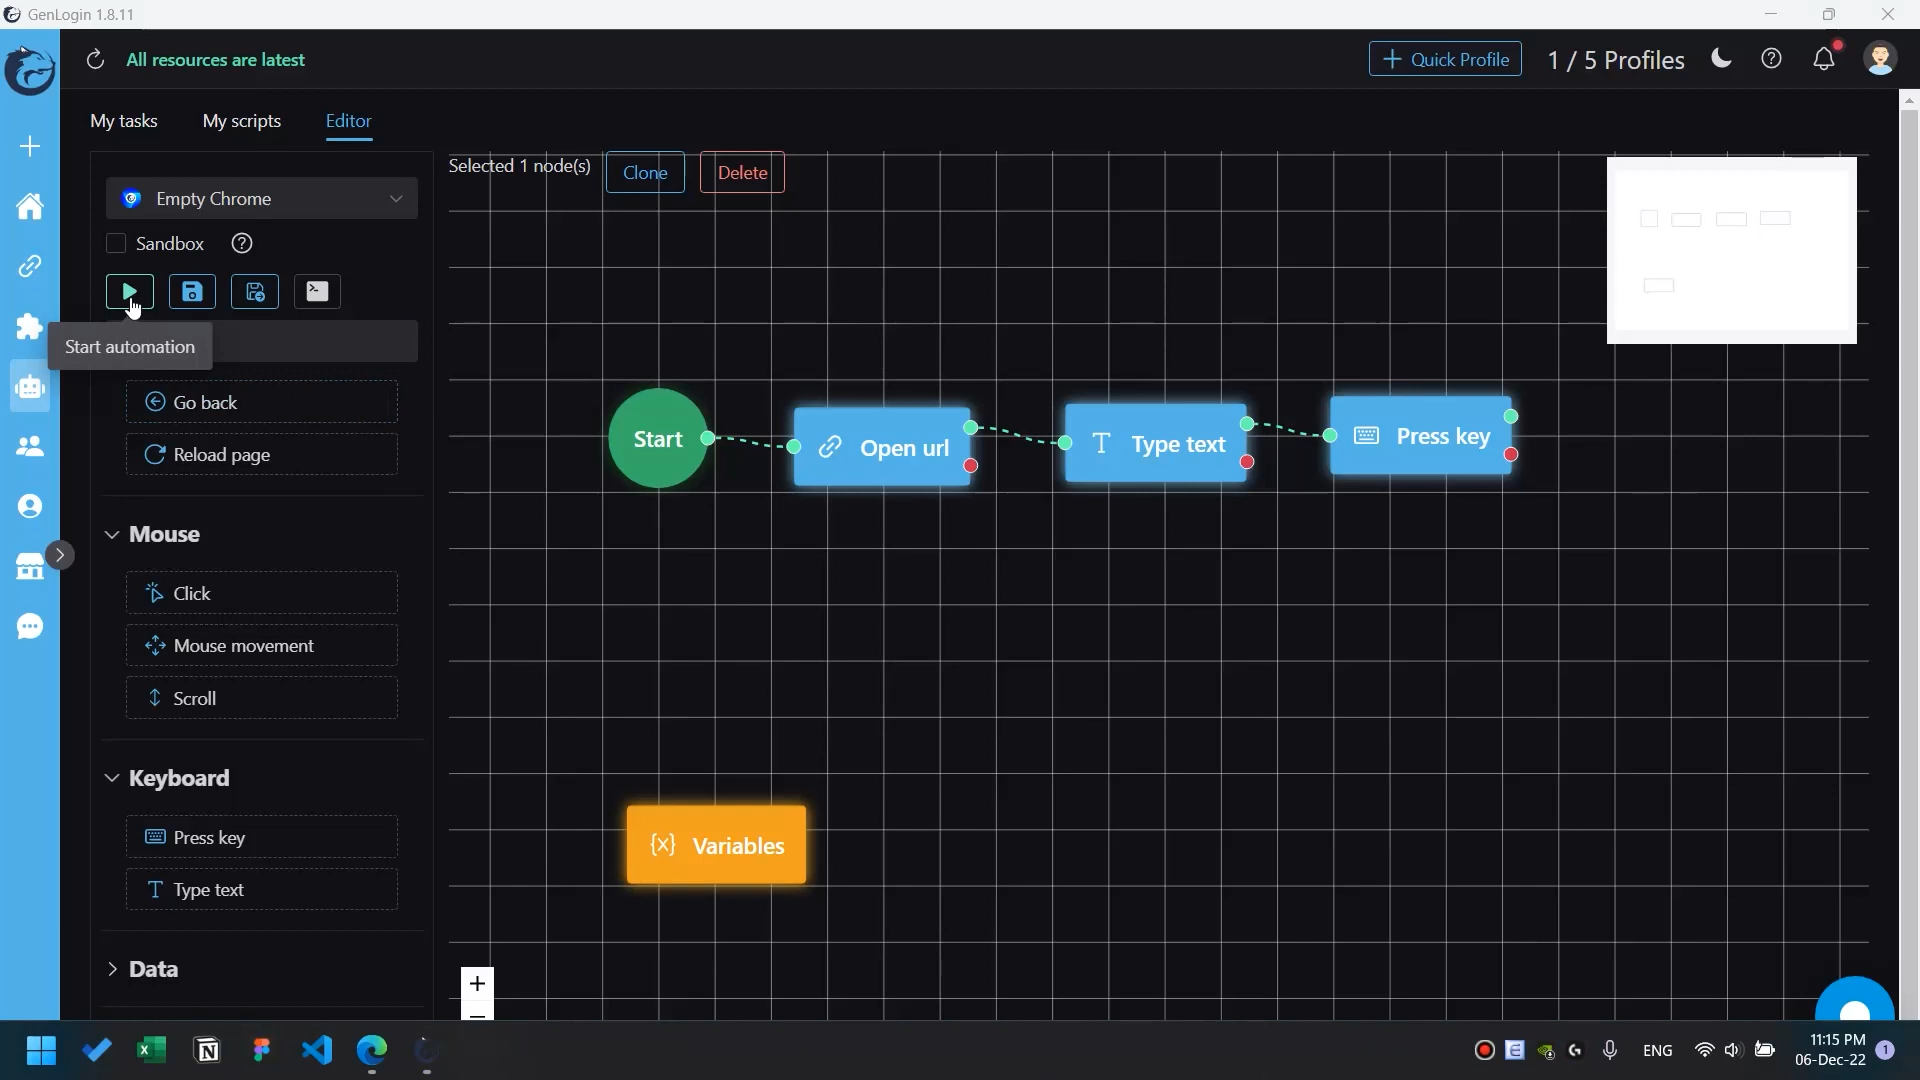 GenLogin 1.8.11
All resources are latest
Quick Profile
1 / 5 Profiles
My tasks
My scripts
Editor
Selected 1 node(s)
Clone
Delete
Empty Chrome
Sandbox
Start automation
Go back
Reload page
Mouse
Click
Mouse movement
Scroll
Keyboard
Press key
Type text
Data
Start
Open url
Type text
Press key
{x} Variables
ENG
11:15 PM
06-Dec-22
1